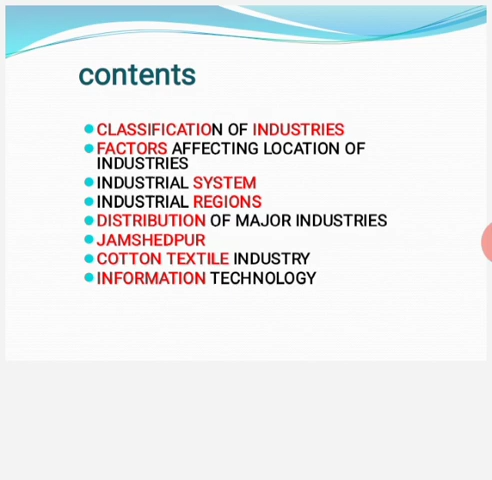 contents
CLASSIFICATION OF INDUSTRIES
FACTORS AFFECTING LOCATION OF
INDUSTRIES
INDUSTRIAL SYSTEM
INDUSTRIAL REGIONS
DISTRIBUTION OF MAJOR INDUSTRIES
JAMSHEDPUR
COTTON TEXTILE INDUSTRY
INFORMATION TECHNOLOGY